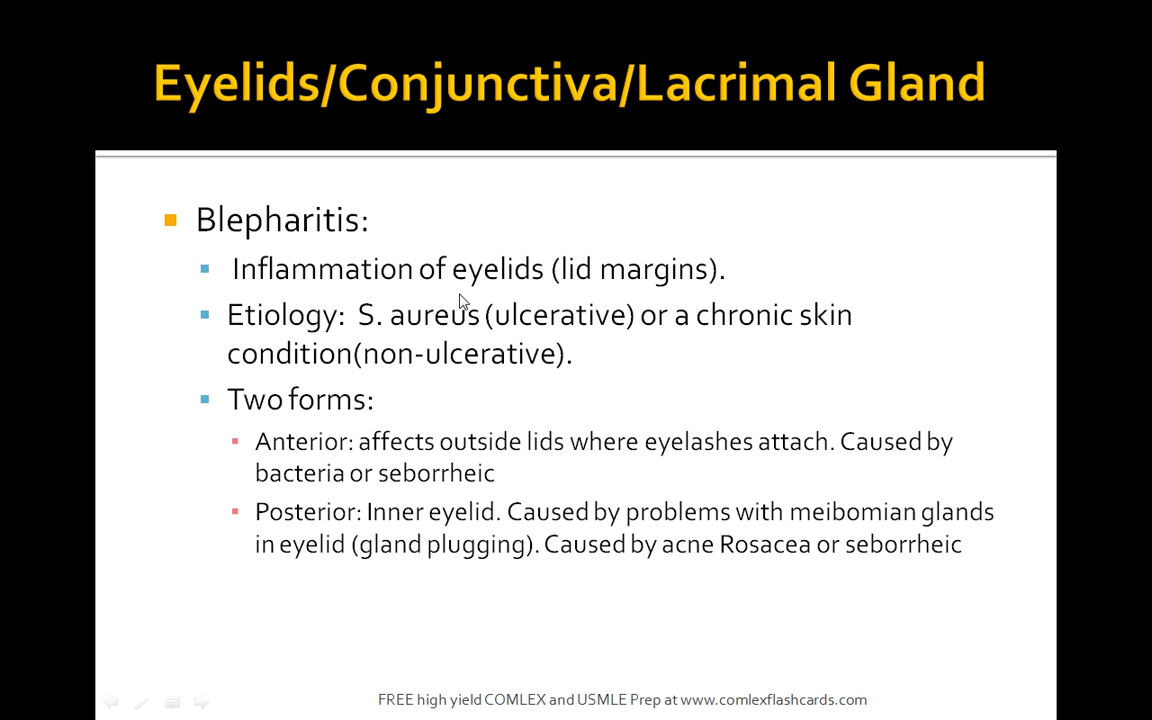 Eyelids/Conjunctiva/Lacrimal Gland
Blepharitis:
Inflammation of eyelids (lid margins).
Etiology: S. aureus (ulcerative) or a chronic skin
condition(non-ulcerative).
Two forms:
Anterior: affects outside lids where eyelashes attach. Caused by
bacteria or seborrheic
Posterior: Inner eyelid. Caused by problems with meibomian glands
in eyelid (gland plugging). Caused by acne Rosacea or seborrheic
FREE high yield COMLEX and USMLE Prep at www.comlexflashcards.com